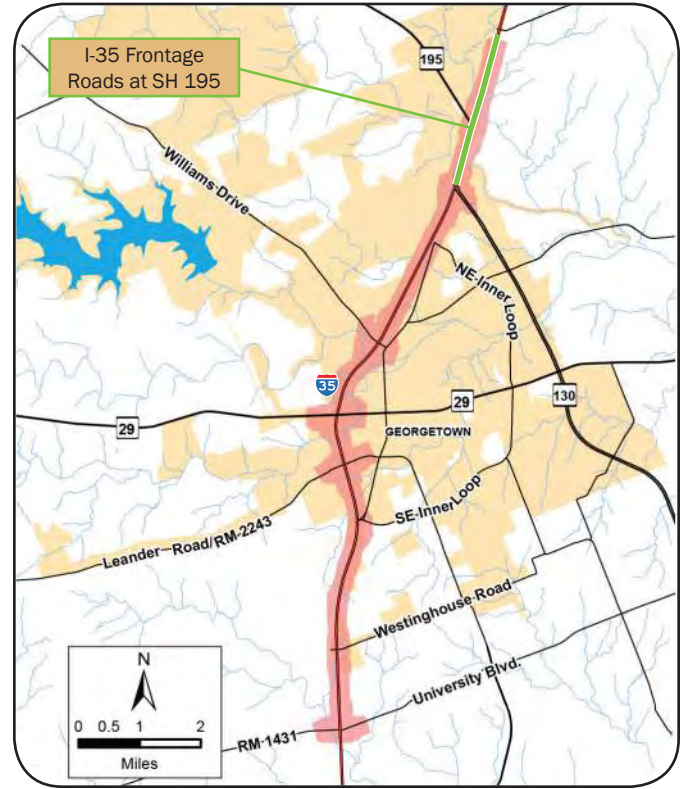 I-35 Frontage
Roads at SH 195
195
Williams Drive
NE Inner Loop
35
29
29
130
GEORGETOWN
SE Inner Loop
Leander Road/RM 2243
Westinghouse Road
University Blvd.
RM 1431
N
0 0.5 1 2
Miles